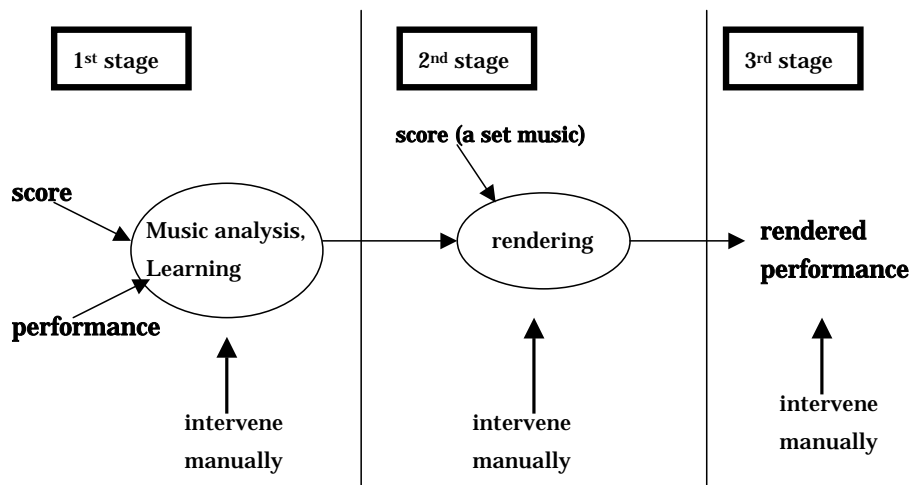 1st stage
2nd stage
3rd stage
score (a set music)
score
Music analysis,
Learning
performance
rendering
rendered
performance
intervene
manually
intervene
manually
intervene
manually